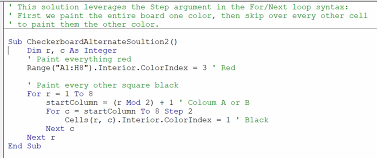 ' This solution leverages the Step argument in the For/Next loop syntax:
' First we paint the entire board one color, then skip over every other cell
' to paint them the other color.
Sub CheckerboardAlternateSoultion2()
Dim r, c As Integer
' Paint everything red
Range("A1:H8").Interior.ColorIndex = 3 ' Red
' Paint every other square black
For r = 1 To 8
startColumn = (r Mod 2) + 1 ' Coloum A or B
For c = startColumn To 8 Step 2
Cells(r, c).Interior.ColorIndex = 1 ' Black
Next c
Next r
End Sub